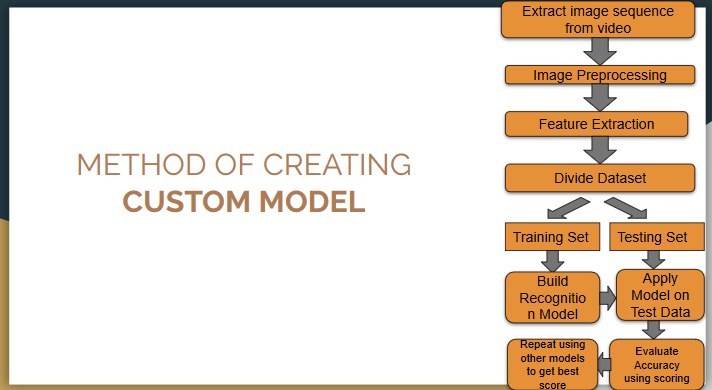 METHOD OF CREATING
CUSTOM MODEL
Extract image sequence
from video
Image Preprocessing
Feature Extraction
Divide Dataset
Training Set
Testing Set
Build
Recognitio
n Model
Apply
Model on
Test Data
Evaluate
Accuracy
using scoring
Repeat using
other models
to get best
score